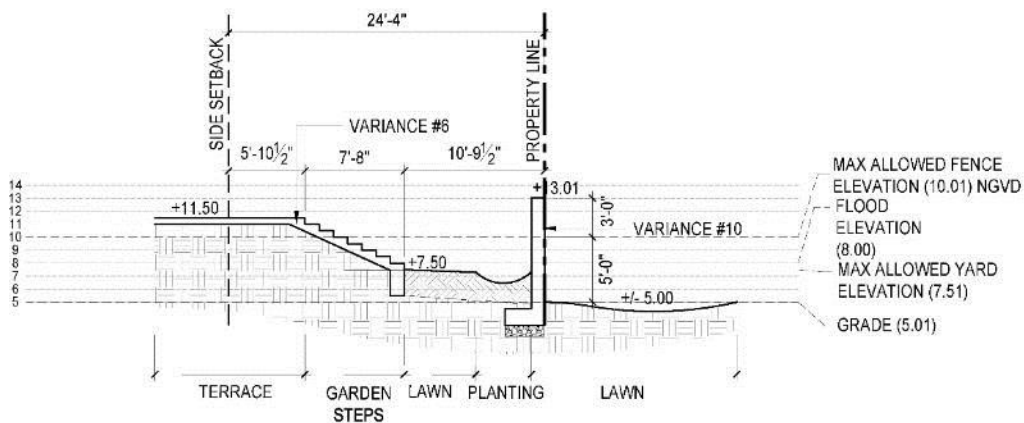 24'-4"
SIDE SETBACK
PROPERTY LINE
VARIANCE #6
5'-10½"
7'-8"
10'-9½"
MAX ALLOWED FENCE
ELEVATION (10.01) NGVD
FLOOD
ELEVATION
(8.00)
MAX ALLOWED YARD
ELEVATION (7.51)
GRADE (5.01)
14
13
12
11
10
9
8
7
6
5
+11.50
+ 3.01
3'-0"
VARIANCE #10
+7.50
5'-0"
+/- 5.00
TERRACE
GARDEN
STEPS
LAWN
PLANTING
LAWN